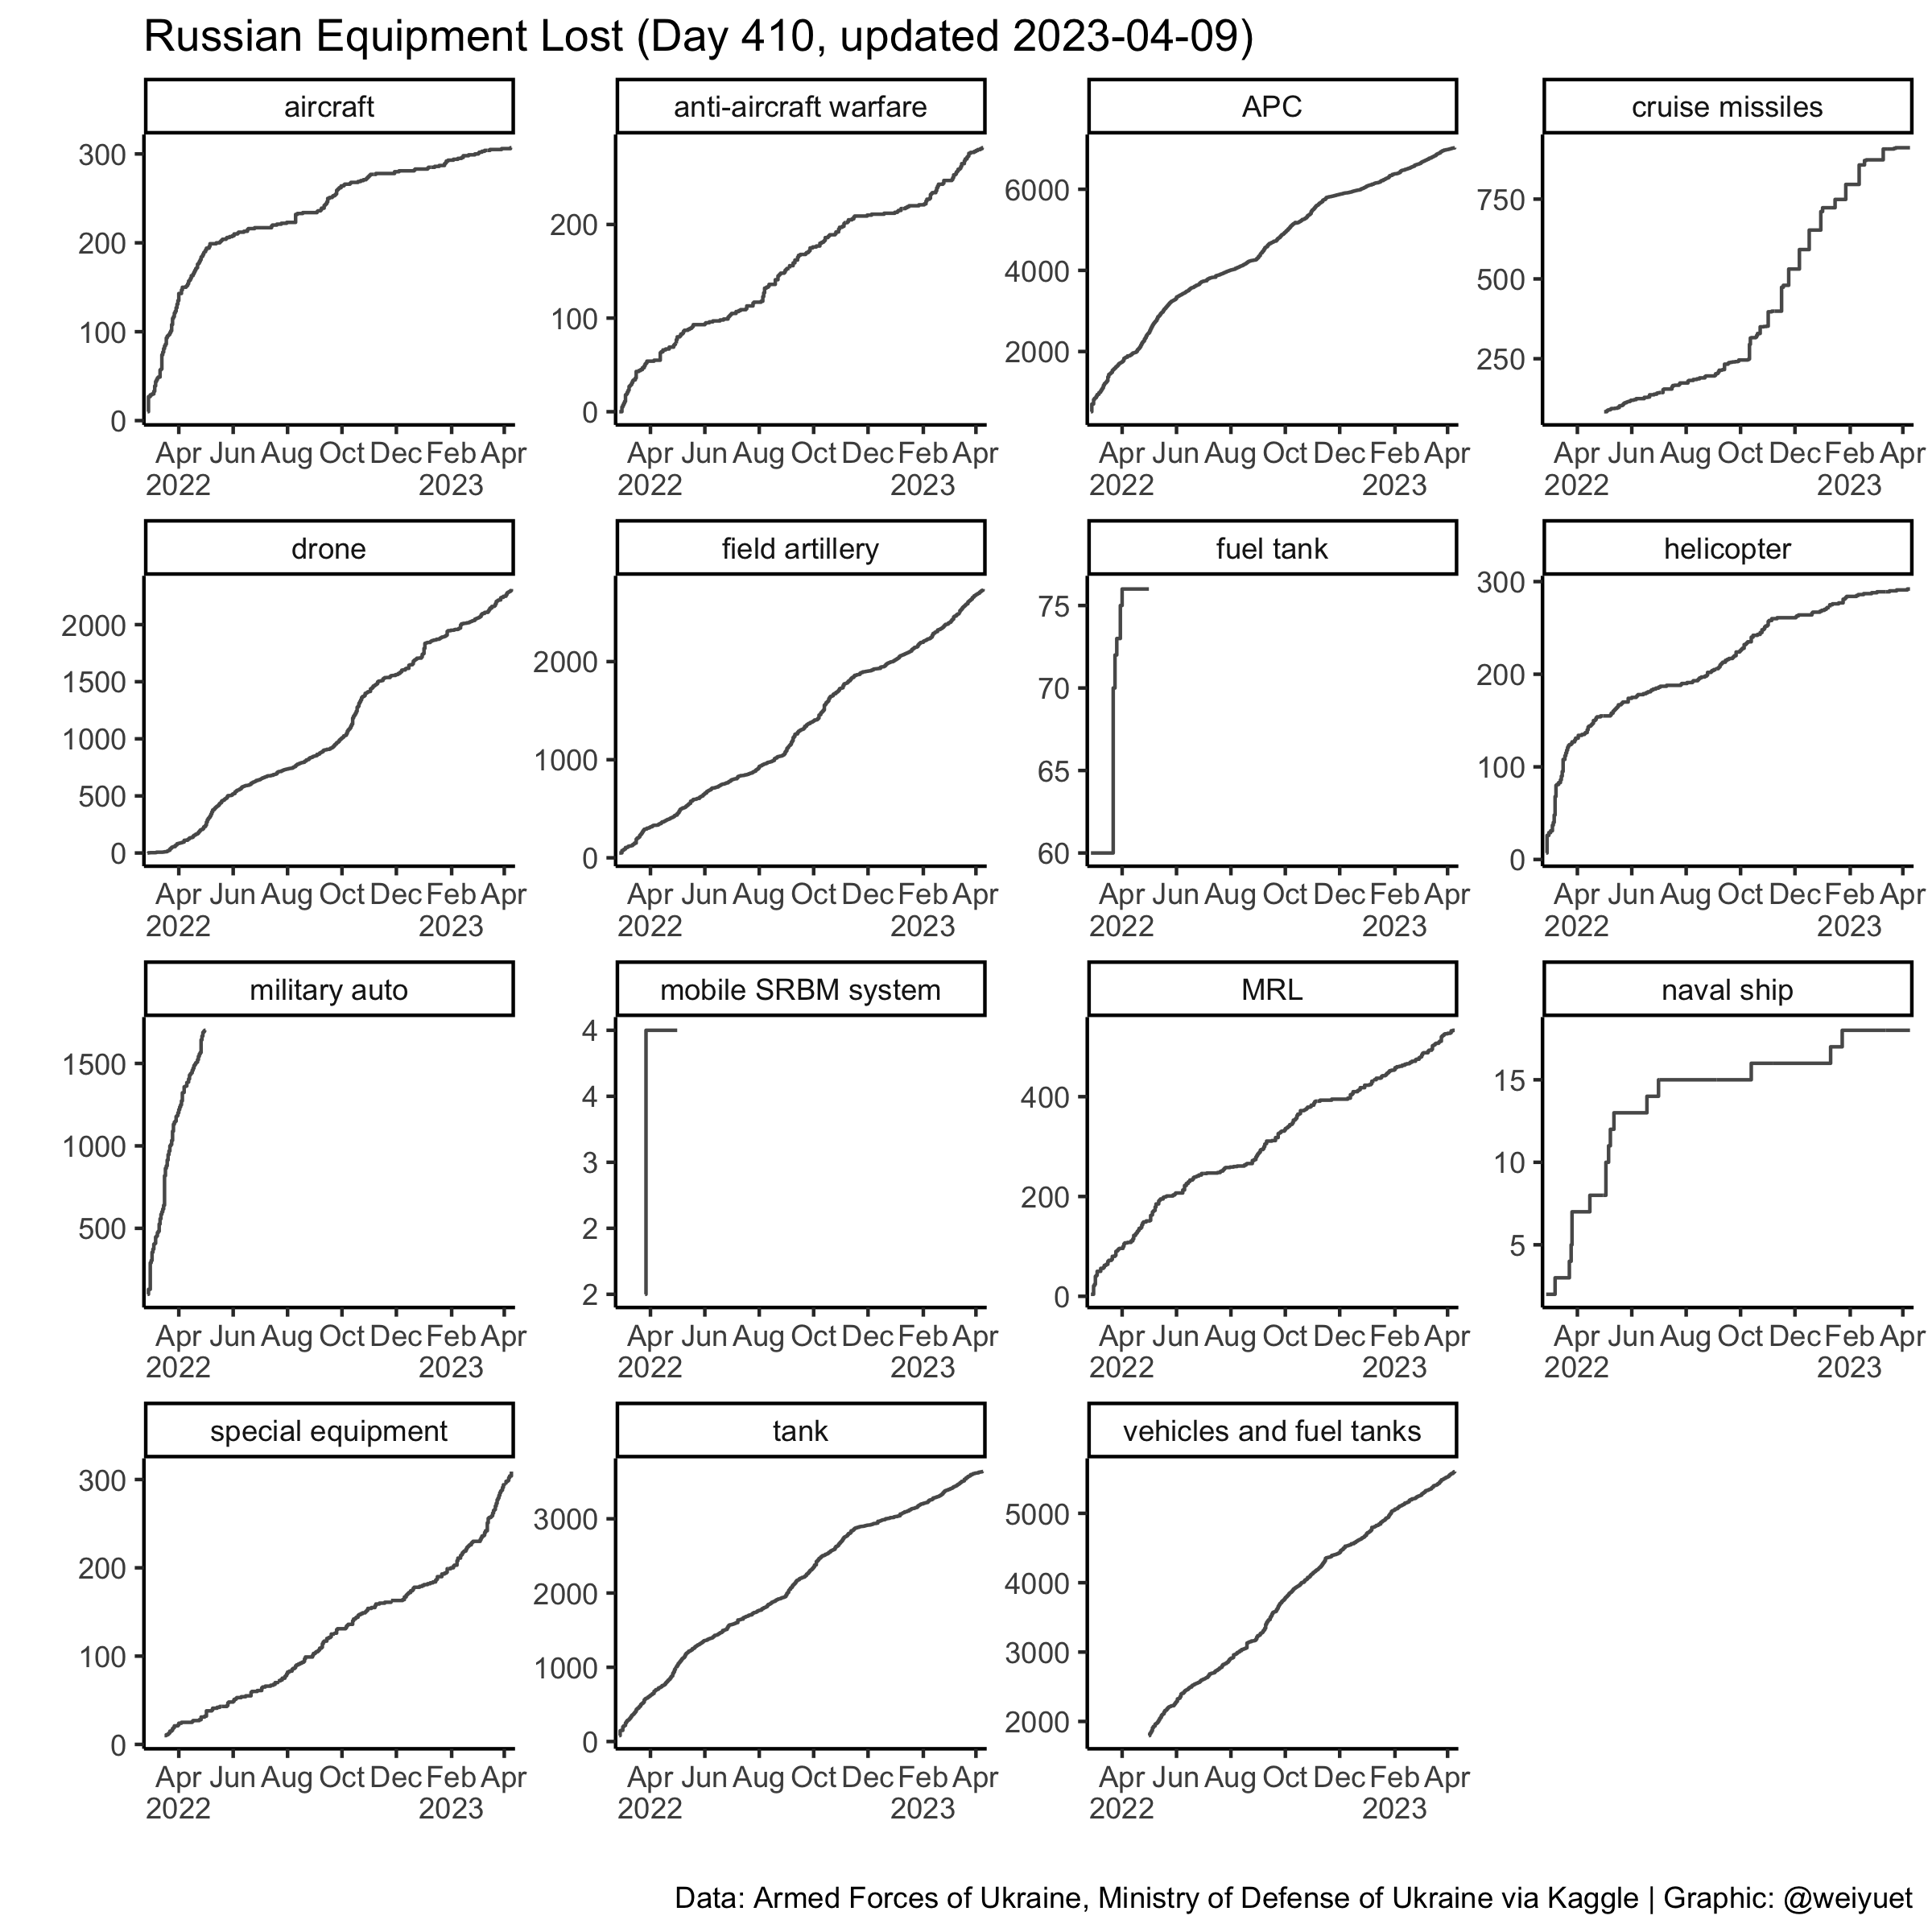 Russian Equipment Lost (Day 410, updated 2023-04-09)
aircraft
300
200
100
0
Apr Jun Aug Oct Dec Feb Apr
2022 2023
anti-aircraft warfare
200
100
0
Apr Jun Aug Oct Dec Feb Apr
2022 2023
APC
6000
4000
2000
Apr Jun Aug Oct Dec Feb Apr
2022 2023
cruise missiles
750
500
250
Apr Jun Aug Oct Dec Feb Apr
2022 2023
drone
2000
1500
1000
500
0
Apr Jun Aug Oct Dec Feb Apr
2022 2023
field artillery
2000
1000
0
Apr Jun Aug Oct Dec Feb Apr
2022 2023
fuel tank
75
70
65
60
Apr Jun Aug Oct Dec Feb Apr
2022 2023
helicopter
300
200
100
0
Apr Jun Aug Oct Dec Feb Apr
2022 2023
military auto
1500
1000
500
Apr Jun Aug Oct Dec Feb Apr
2022 2023
mobile SRBM system
4
4
3
2
2
Apr Jun Aug Oct Dec Feb Apr
2022 2023
MRL
400
200
0
Apr Jun Aug Oct Dec Feb Apr
2022 2023
naval ship
15
10
5
Apr Jun Aug Oct Dec Feb Apr
2022 2023
special equipment
300
200
100
0
Apr Jun Aug Oct Dec Feb Apr
2022 2023
tank
3000
2000
1000
0
Apr Jun Aug Oct Dec Feb Apr
2022 2023
vehicles and fuel tanks
5000
4000
3000
2000
Apr Jun Aug Oct Dec Feb Apr
2022 2023
Data: Armed Forces of Ukraine, Ministry of Defense of Ukraine via Kaggle | Graphic: @weiyuet